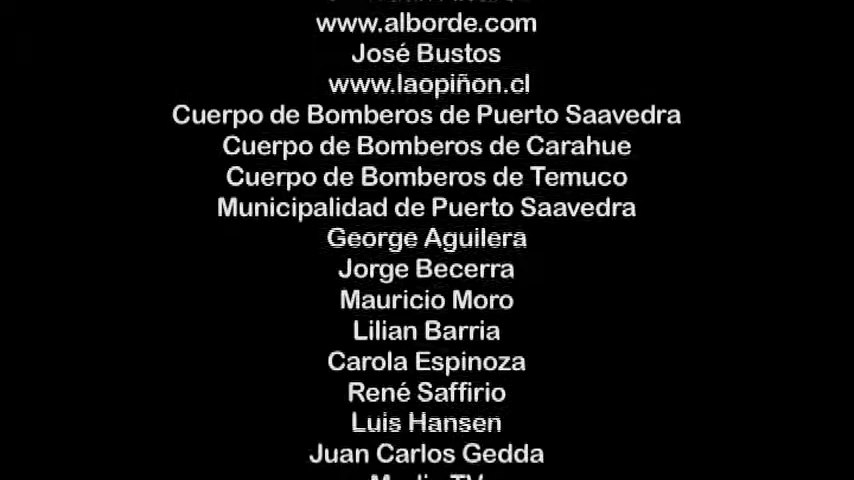 www.alborde.com
José Bustos
www.laopiñon.cl
Cuerpo de Bomberos de Puerto Saavedra
Cuerpo de Bomberos de Carahue
Cuerpo de Bomberos de Temuco
Municipalidad de Puerto Saavedra
George Aguilera
Jorge Becerra
Mauricio Moro
Lilian Barria
Carola Espinoza
René Saffirio
Luis Hansen
Juan Carlos Gedda